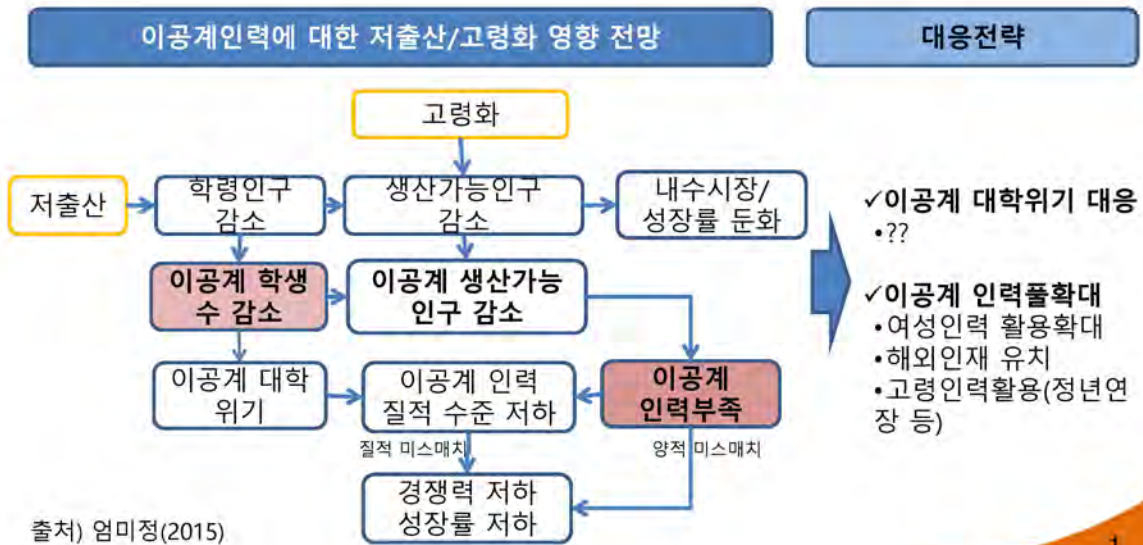 이공계인력에 대한 저출산/고령화 영향 전망
대응전략
고령화
저출산
학령인구
감소
생산가능인구
감소
내수시장/
성장률 둔화
이공계 학생
수 감소
이공계 생산가능
인구 감소
이공계 대학
위기
이공계 인력
질적 수준 저하
이공계
인력부족
질적 미스매치
양적 미스매치
경쟁력 저하
성장률 저하
✓이공계 대학위기 대응
•??
✓이공계 인력풀확대
•여성인력 활용확대
•해외인재 유치
•고령인력활용(정년연
장 등)
출처) 엄미정(2015)
1